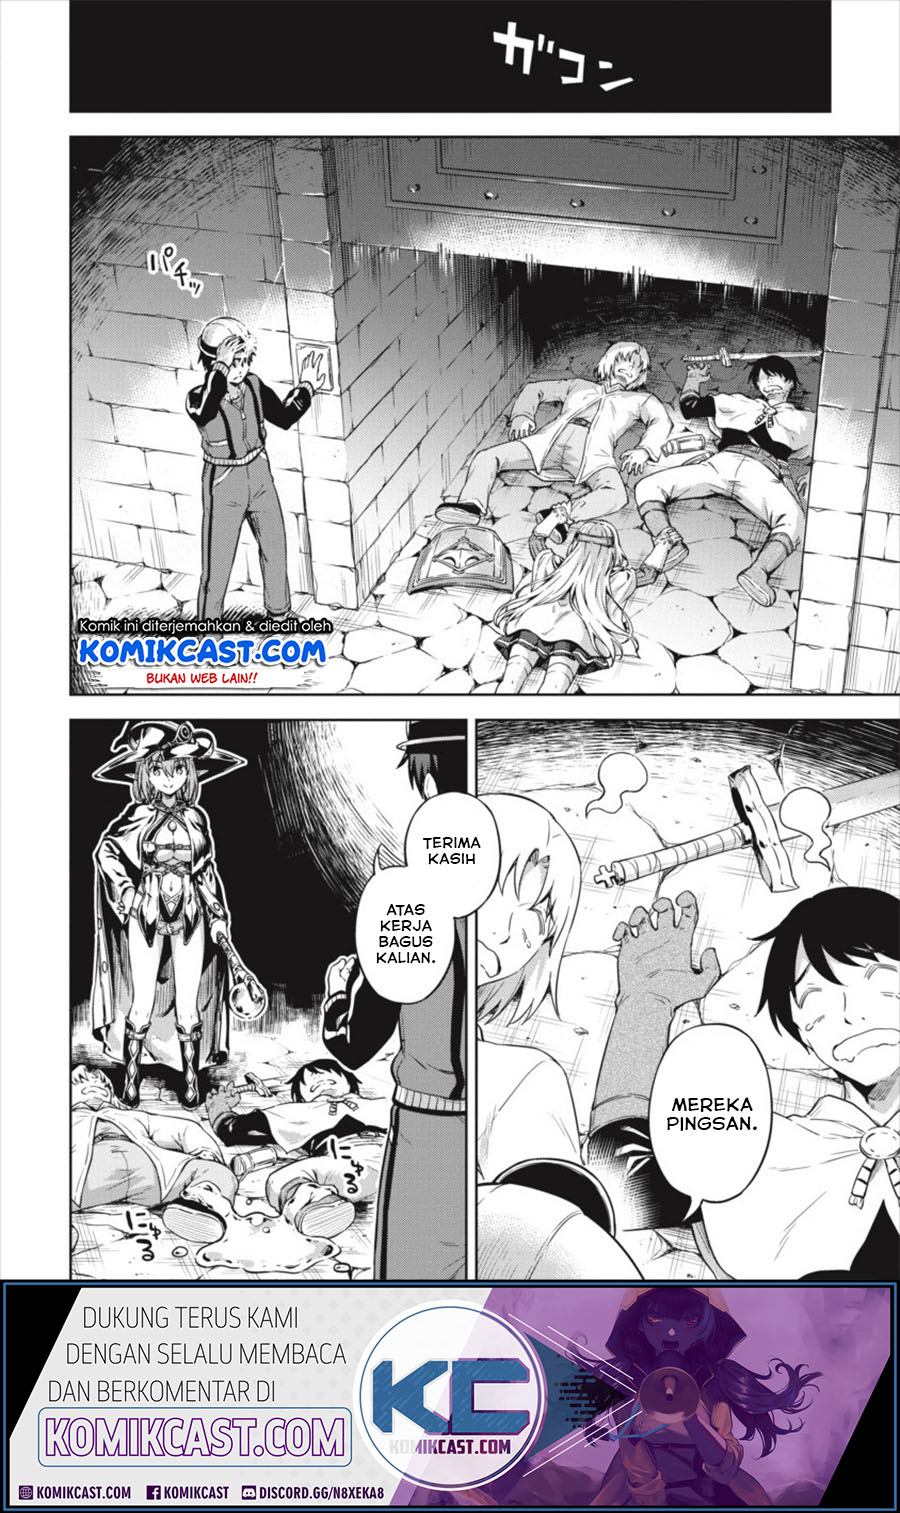 ガコン
パチッ
Komik ini diterjemahkan & diedit oleh
KOMIKCAST.COM
BUKAN WEB LAIN!!
MEREKA
PINGSAN.
TERIMA
KASIH
ATAS
KERJA
BAGUS
KALIAN.
にゅる
にゅる
DUKUNG TERUS KAMI
DENGAN SELALU MEMBACA
DAN BERKOMENTAR DI
KOMIKCAST.COM
KC
KOMIKCAST.COM
KOMIKCAST.COM
KOMIKCAST
DISCORD.GG/N8XEKA8